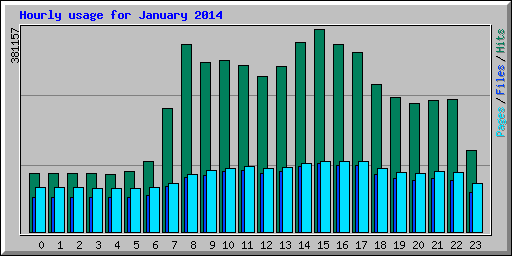 Hourly usage for January 2014
381157
Pages / Files / Hits
0 1 2 3 4 5 6 7 8 9 10 11 12 13 14 15 16 17 18 19 20 21 22 23